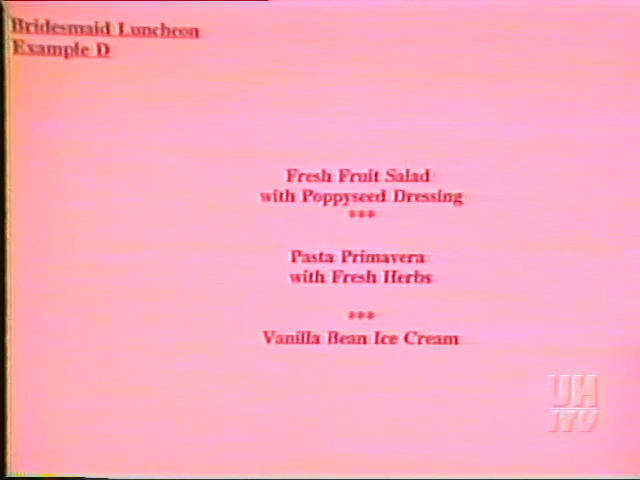 Bridesmaid Luncheon
Example D
Fresh Fruit Salad
with Poppyseed Dressing
***
Pasta Primavera
with Fresh Herbs
***
Vanilla Bean Ice Cream
UH
ITV